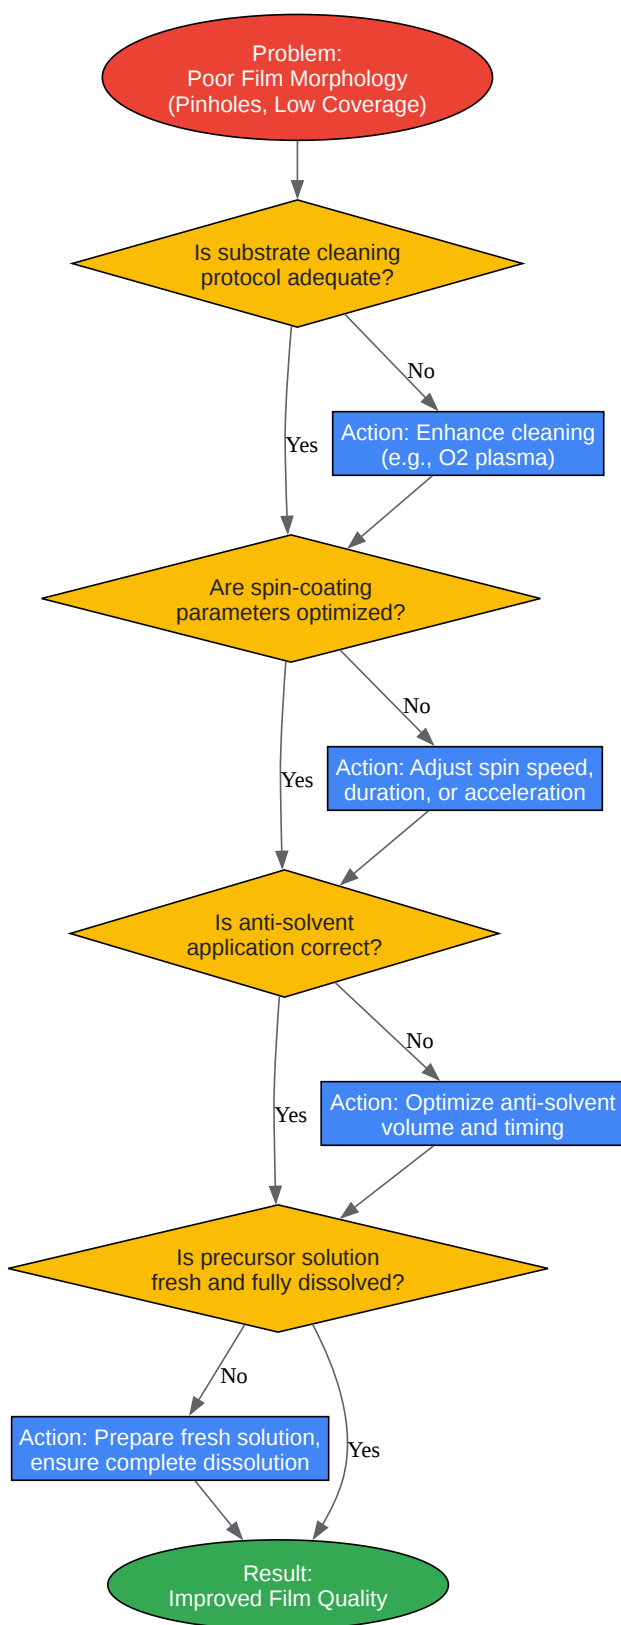 Problem:
Poor Film Morphology
(Pinholes, Low Coverage)
Is substrate cleaning
protocol adequate?
No
Yes
Action: Enhance cleaning
(e.g., O2 plasma)
Are spin-coating
parameters optimized?
No
Yes
Action: Adjust spin speed,
duration, or acceleration
Is anti-solvent
application correct?
No
Yes
Action: Optimize anti-solvent
volume and timing
Is precursor solution
fresh and fully dissolved?
No
Yes
Action: Prepare fresh solution,
ensure complete dissolution
Result:
Improved Film Quality